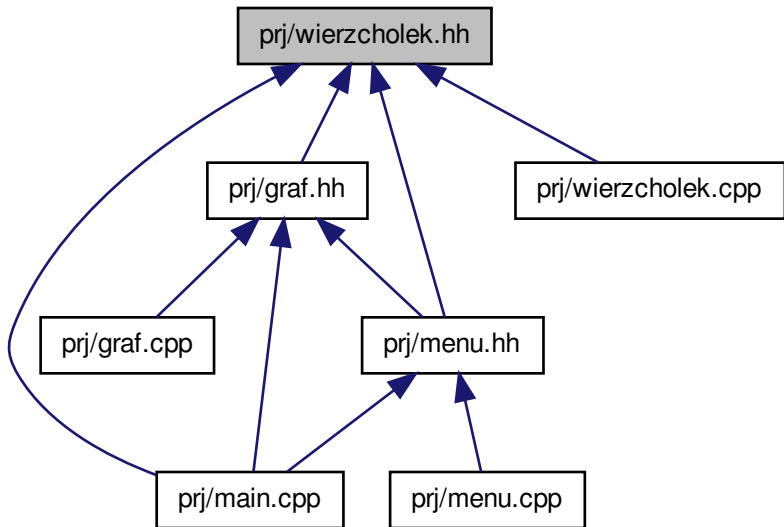 prj/wierzcholek.hh
prj/graf.hh
prj/wierzcholek.cpp
prj/graf.cpp
prj/menu.hh
prj/main.cpp
prj/menu.cpp